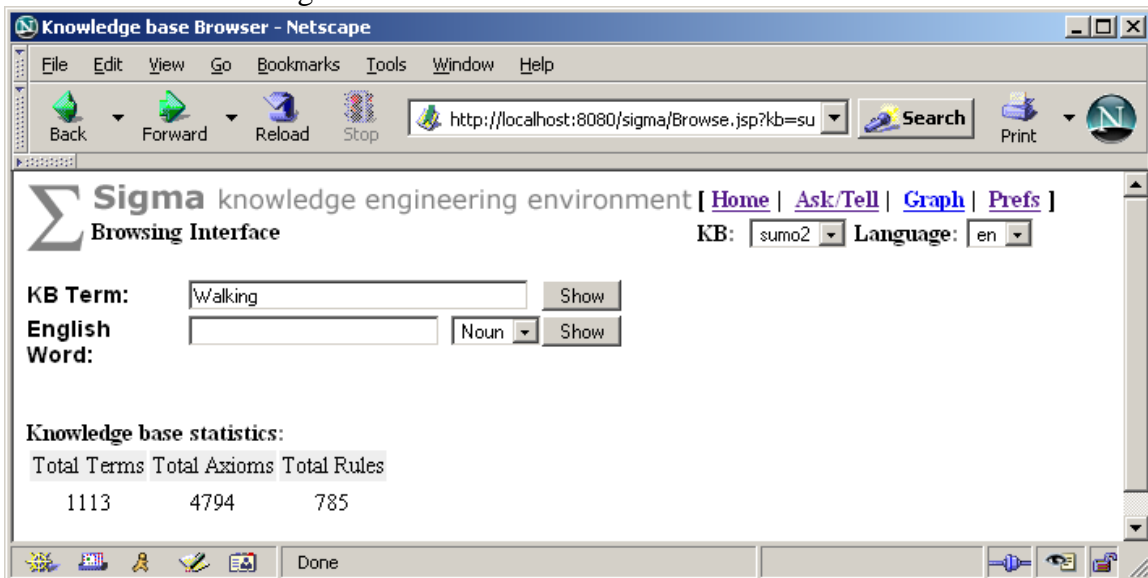 Knowledge base Browser - Netscape
File Edit View Go Bookmarks Tools Window Help
Back Forward Reload Stop http://localhost:8080/sigma/Browse.jsp?kb=su Search Print N
Σ Sigma knowledge engineering environment [ Home | Ask/Tell | Graph | Prefs ]
Browsing Interface KB: sumo2 Language: en
KB Term: Walking Show
English Word: Noun Show
Knowledge base statistics:
Total Terms Total Axioms Total Rules
1113 4794 785
Done